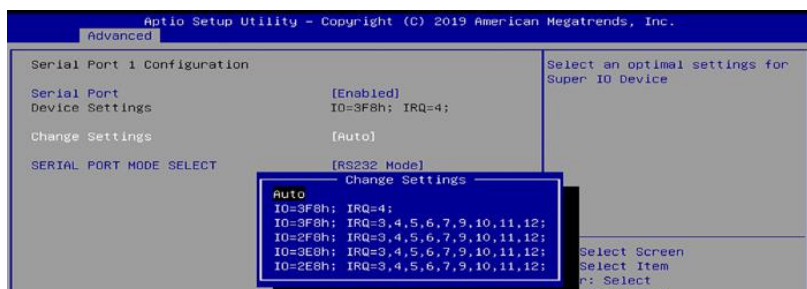 Aptio Setup Utility – Copyright (C) 2019 American Megatrends, Inc.
Advanced
Serial Port 1 Configuration
Serial Port [Enabled]
Device Settings IO=3F8h; IRQ=4;
Change Settings [Auto]
SERIAL PORT MODE SELECT [RS232 Mode]
Select an optimal settings for
Super IO Device
Change Settings
Auto
IO=3F8h; IRQ=4;
IO=3F8h; IRQ=3,4,5,6,7,9,10,11,12;
IO=2F8h; IRQ=3,4,5,6,7,9,10,11,12;
IO=3E8h; IRQ=3,4,5,6,7,9,10,11,12;
IO=2E8h; IRQ=3,4,5,6,7,9,10,11,12;
Select Screen
Select Item
r: Select